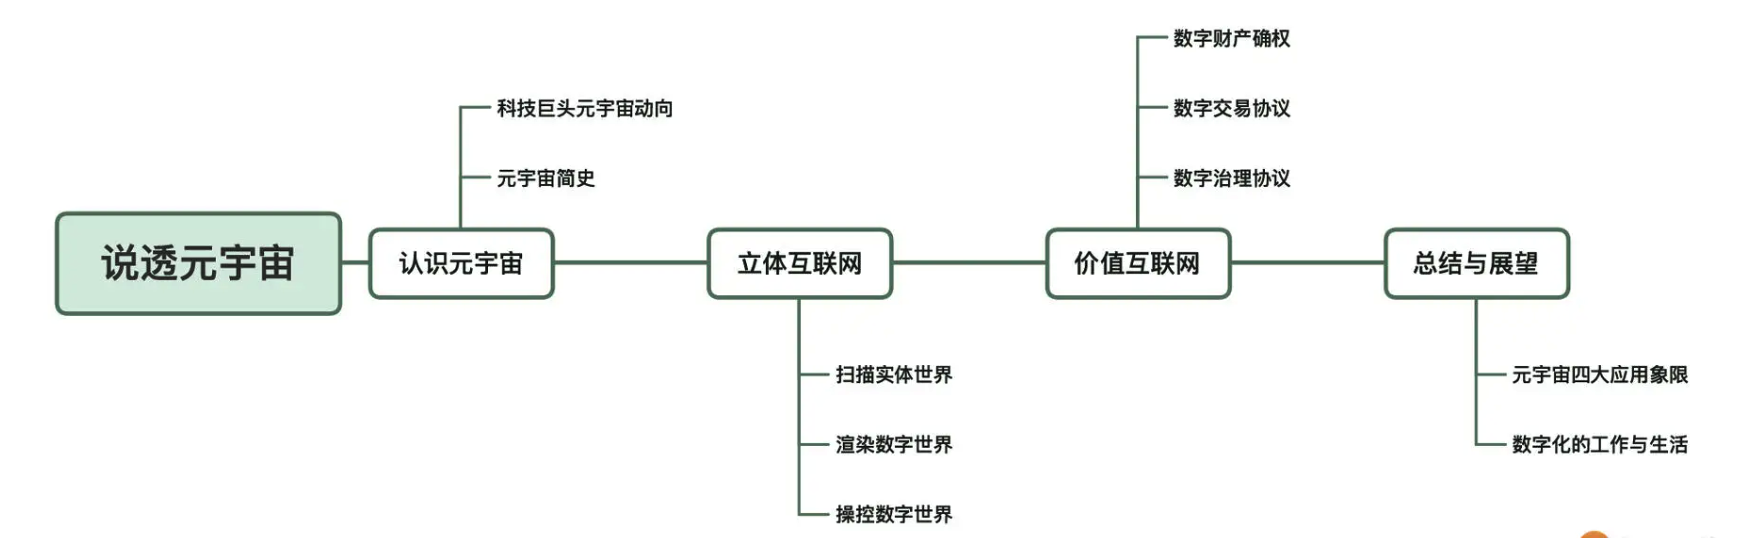 说透元宇宙
认识元宇宙
科技巨头元宇宙动向
元宇宙简史
立体互联网
扫描实体世界
渲染数字世界
操控数字世界
价值互联网
数字财产确权
数字交易协议
数字治理协议
总结与展望
元宇宙四大应用象限
数字化的工作与生活